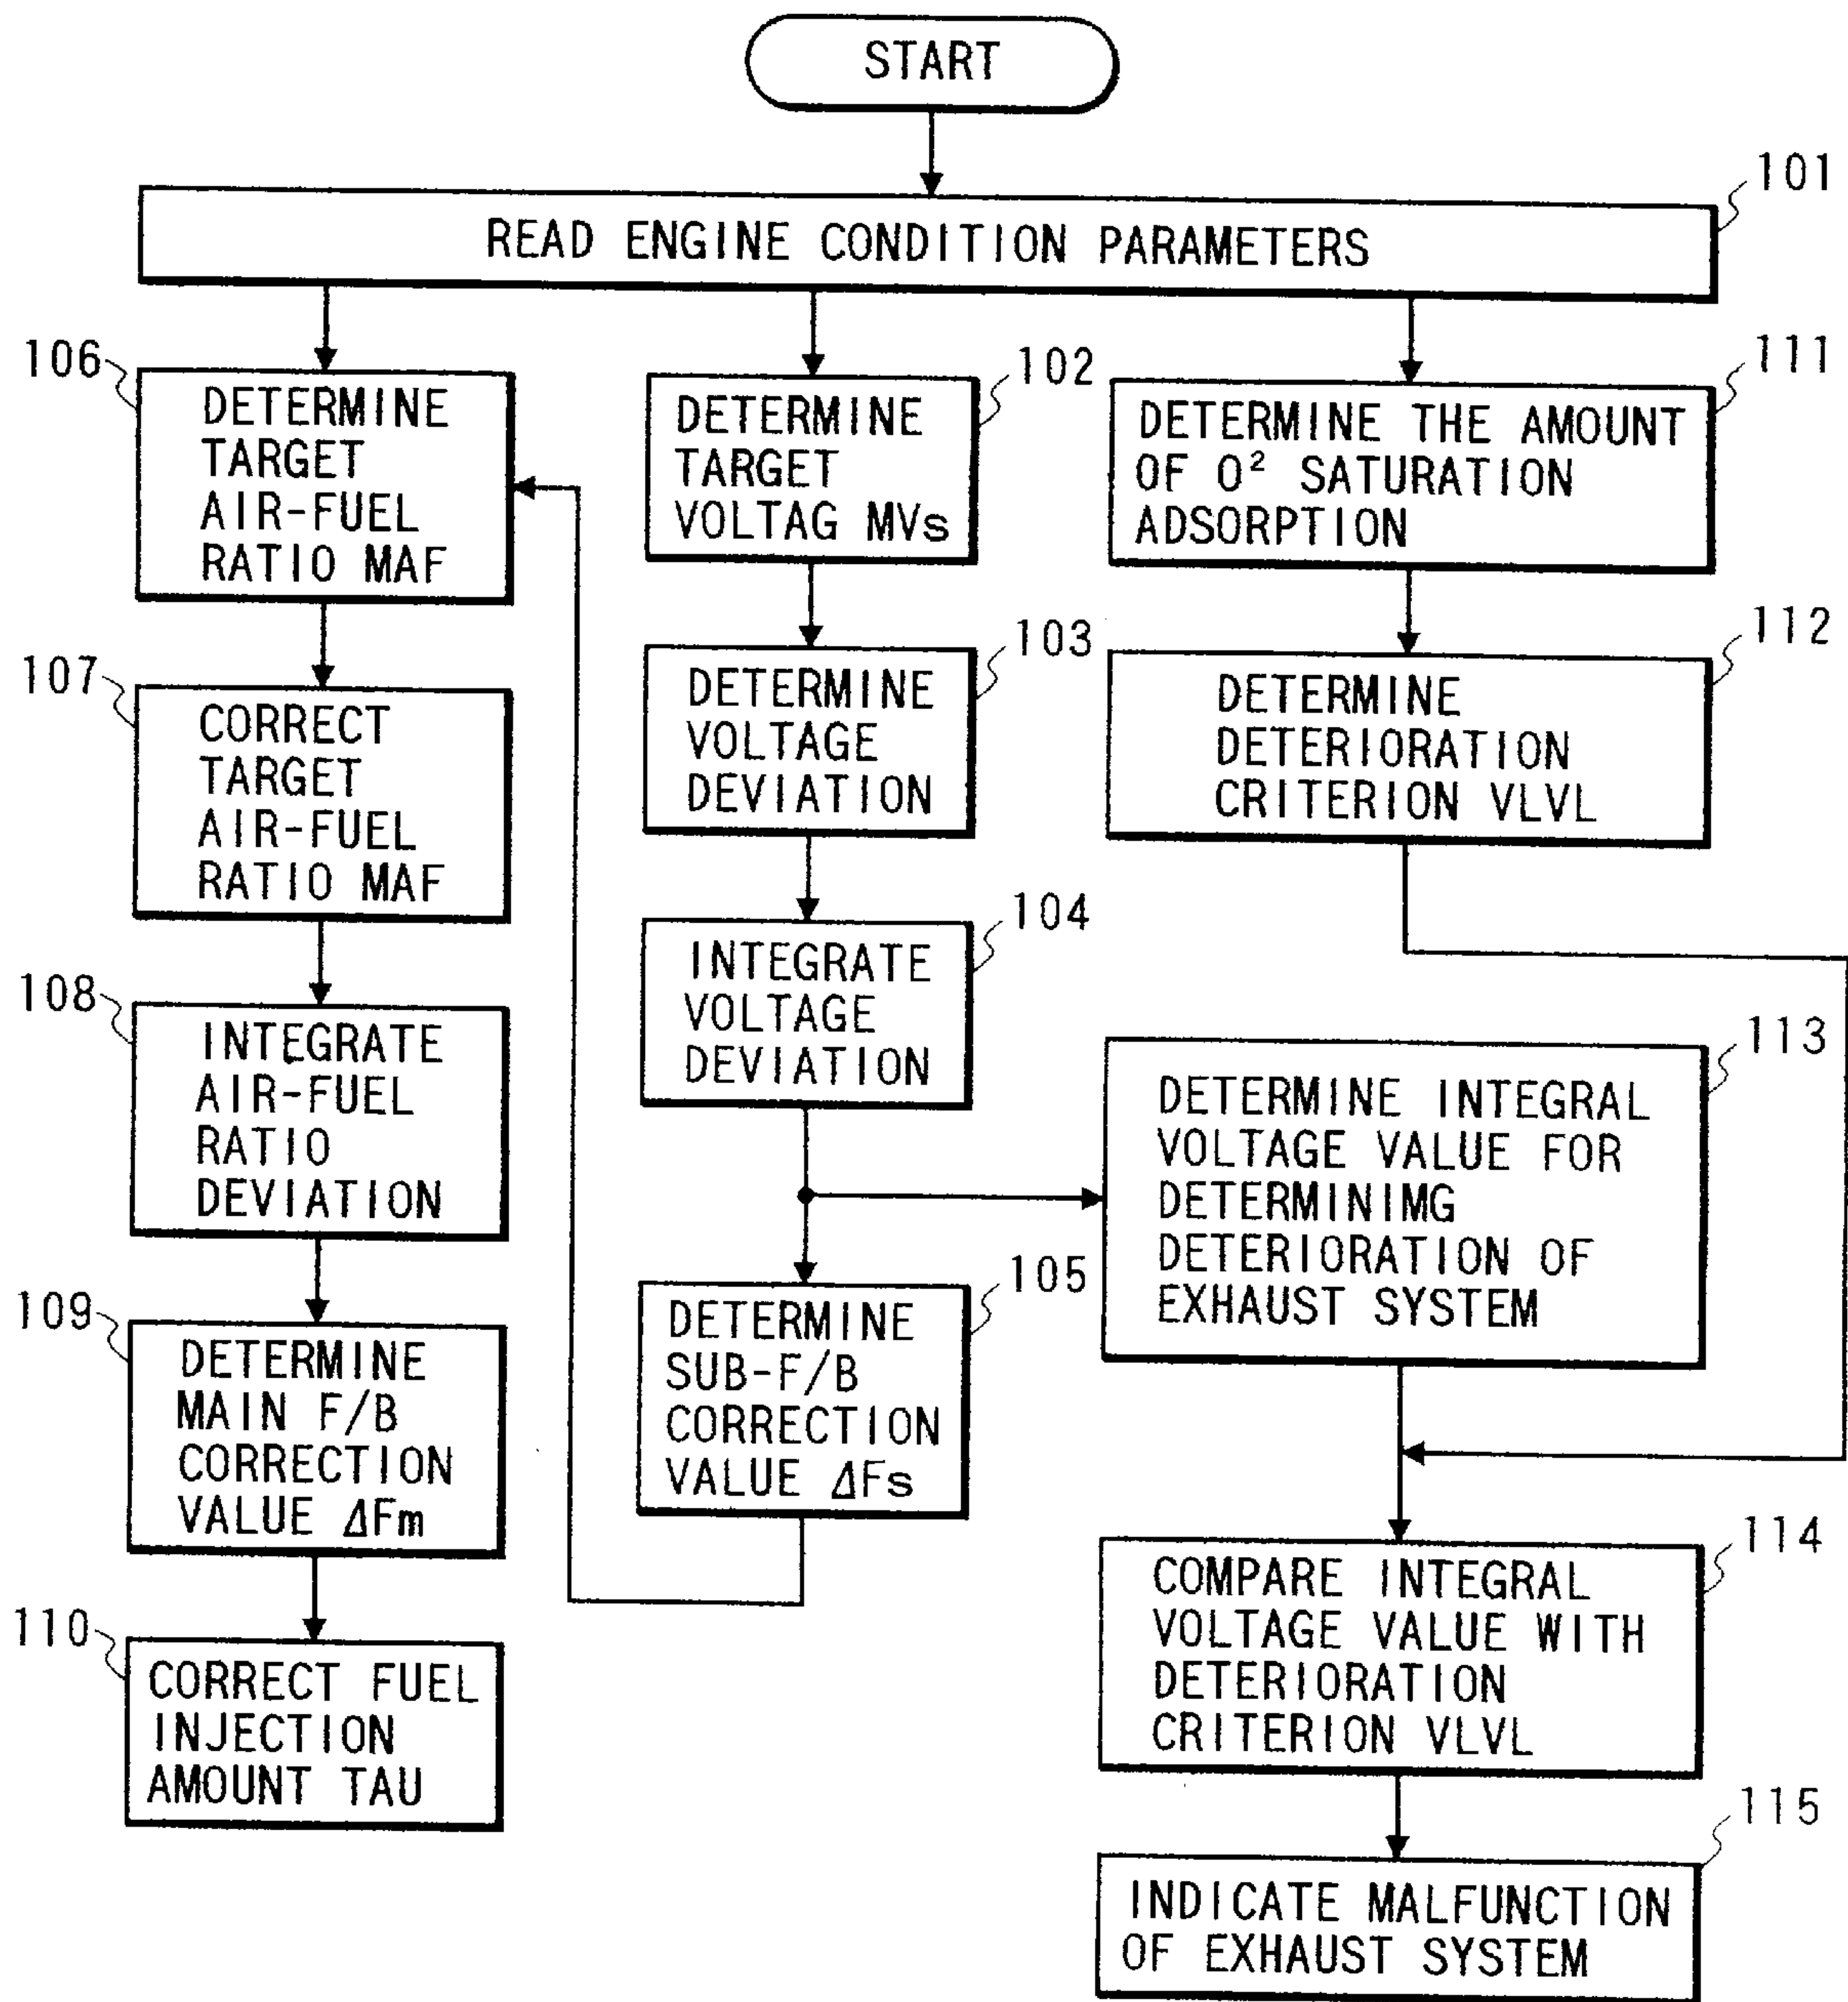 START
101
READ ENGINE CONDITION PARAMETERS
106
DETERMINE
TARGET
AIR-FUEL
RATIO MAF
107
CORRECT
TARGET
AIR-FUEL
RATIO MAF
108
INTEGRATE
AIR-FUEL
RATIO
DEVIATION
109
DETERMINE
MAIN F/B
CORRECTION
VALUE ΔFm
110
CORRECT FUEL
INJECTION
AMOUNT TAU
102
DETERMINE
TARGET
VOLTAG MVs
103
DETERMINE
VOLTAGE
DEVIATION
104
INTEGRATE
VOLTAGE
DEVIATION
105
DETERMINE
SUB-F/B
CORRECTION
VALUE ΔFs
111
DETERMINE THE AMOUNT
OF O² SATURATION
ADSORPTION
112
DETERMINE
DETERIORATION
CRITERION VLVL
113
DETERMINE INTEGRAL
VOLTAGE VALUE FOR
DETERMINIMG
DETERIORATION OF
EXHAUST SYSTEM
114
COMPARE INTEGRAL
VOLTAGE VALUE WITH
DETERIORATION
CRITERION VLVL
115
INDICATE MALFUNCTION
OF EXHAUST SYSTEM